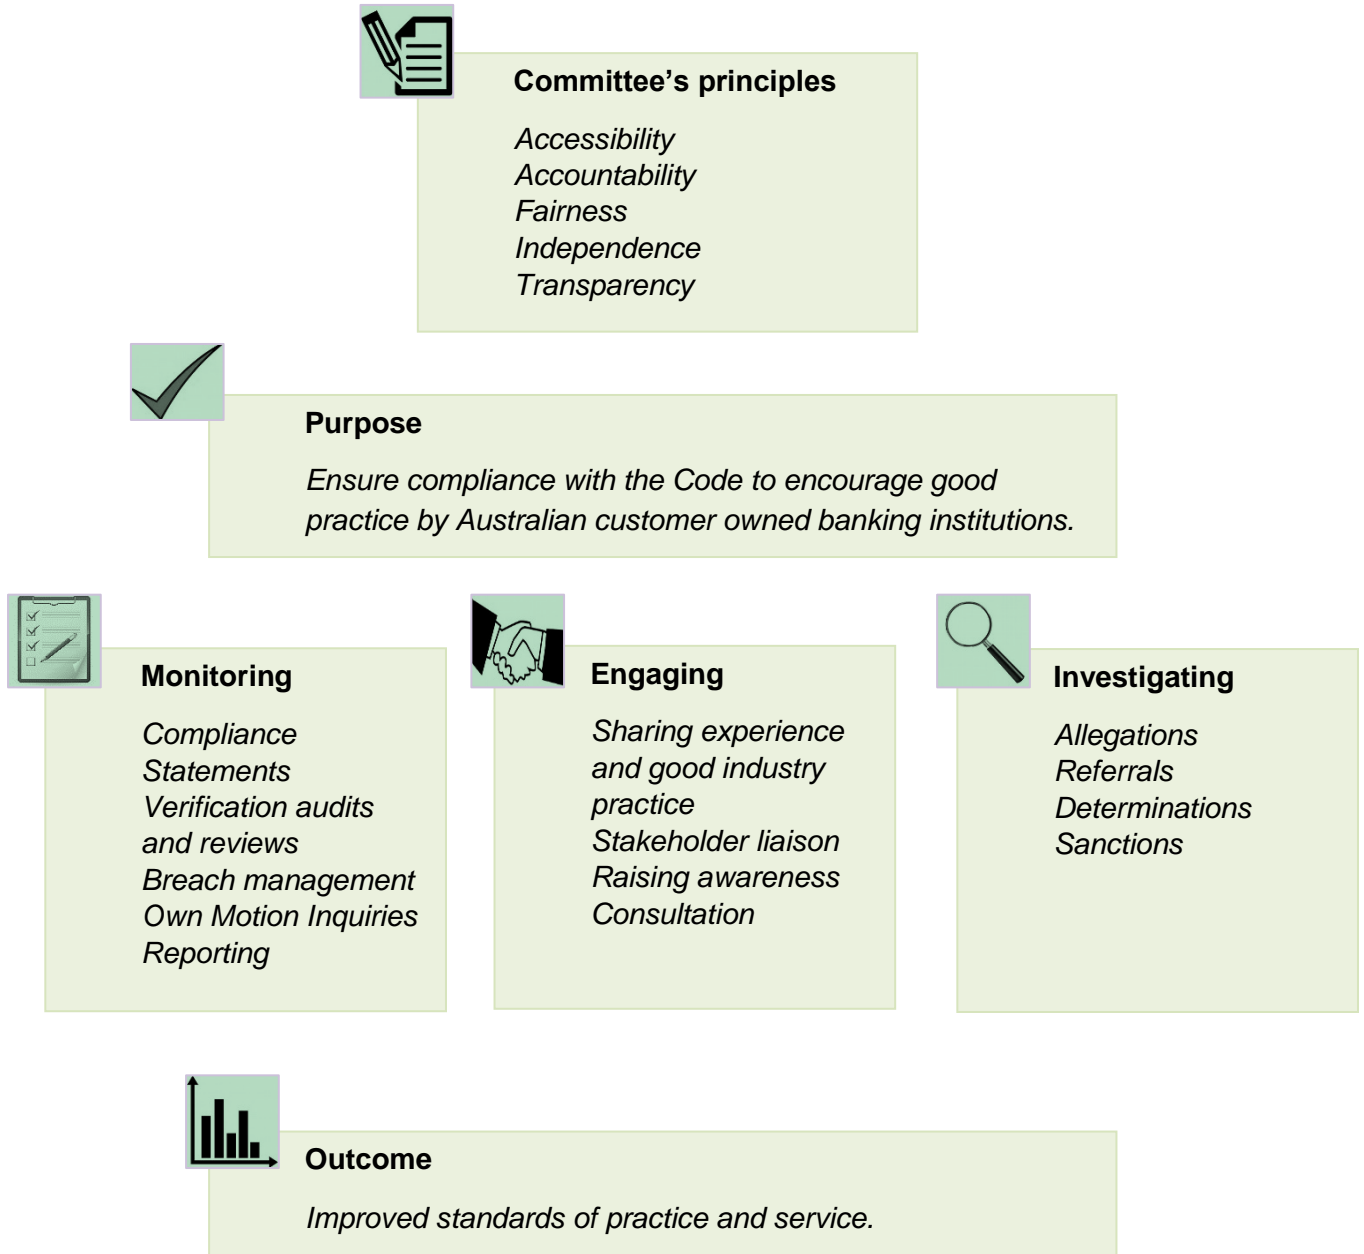 Committee’s principles
Accessibility
Accountability
Fairness
Independence
Transparency
Purpose
Ensure compliance with the Code to encourage good
practice by Australian customer owned banking institutions.
Monitoring
Compliance
Statements
Verification audits
and reviews
Breach management
Own Motion Inquiries
Reporting
Engaging
Sharing experience
and good industry
practice
Stakeholder liaison
Raising awareness
Consultation
Investigating
Allegations
Referrals
Determinations
Sanctions
Outcome
Improved standards of practice and service.